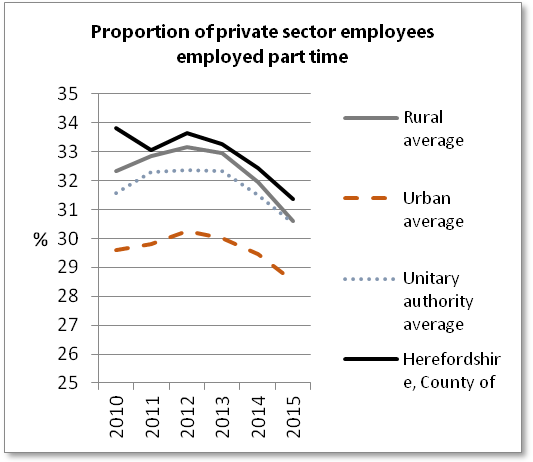 Proportion of private sector employees
employed part time
35
34
33
32
31
30
29
28
27
26
25
%
2010
2011
2012
2013
2014
2015
Rural
average
Urban
average
Unitary
authority
average
Herefordshir
e, County of